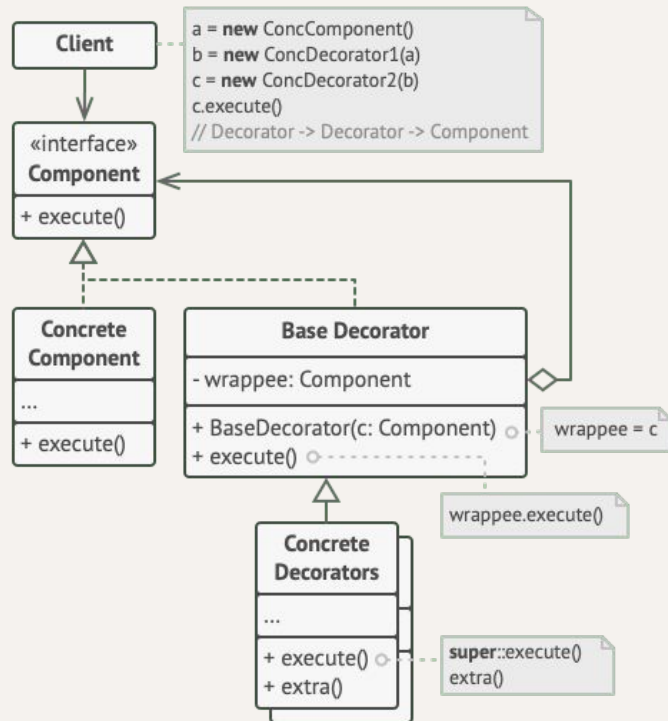 Client
a = new ConcComponent()
b = new ConcDecorator1(a)
c = new ConcDecorator2(b)
c.execute()
// Decorator -> Decorator -> Component
«interface»
Component
+ execute()
Concrete
Component
...
+ execute()
Base Decorator
- wrappee: Component
+ BaseDecorator(c: Component)
+ execute()
wrappee = c
wrappee.execute()
Concrete
Decorators
...
+ execute()
+ extra()
super::execute()
extra()